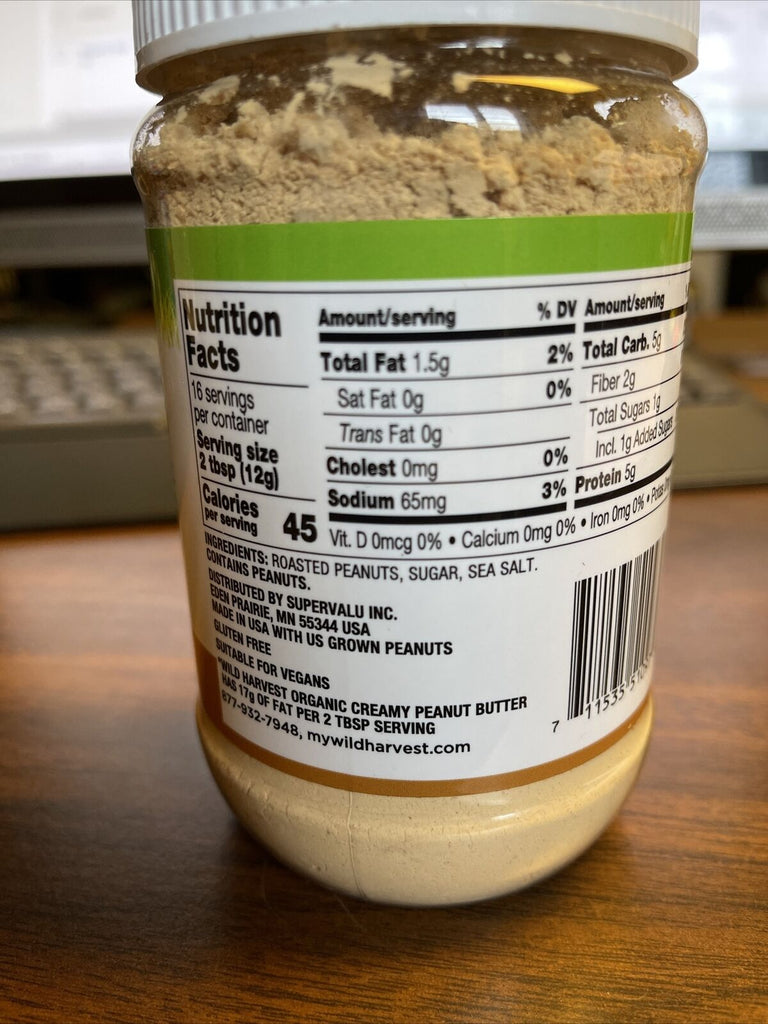 Nutrition
Facts
16 servings
per container
Serving size
2 tbsp (12g)
Calories
per serving 45
Amount/serving % DV
Total Fat 1.5g 2%
Sat Fat 0g 0%
Trans Fat 0g
Cholest 0mg 0%
Sodium 65mg 3%
Amount/serving
Total Carb. 5g
Fiber 2g
Total Sugars 1g
Incl. 1g Added Sugars
Protein 5g
Vit. D 0mcg 0% • Calcium 0mg 0% • Iron 0mg 0% •
INGREDIENTS: ROASTED PEANUTS, SUGAR, SEA SALT.
CONTAINS PEANUTS.
DISTRIBUTED BY SUPERVALU INC.
EDEN PRAIRIE, MN 55344 USA
MADE IN USA WITH US GROWN PEANUTS
GLUTEN FREE
SUITABLE FOR VEGANS
*WILD HARVEST ORGANIC CREAMY PEANUT BUTTER
HAS 17g OF FAT PER 2 TBSP SERVING
877-932-7948, mywildharvest.com
7 11535